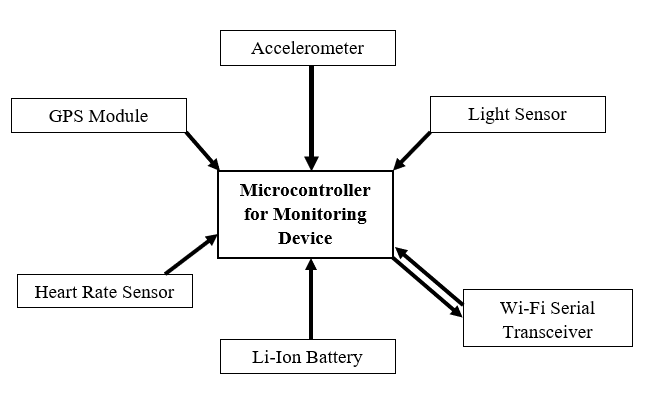 Accelerometer
GPS Module
Light Sensor
Microcontroller
for Monitoring
Device
Heart Rate Sensor
Wi-Fi Serial
Transceiver
Li-Ion Battery